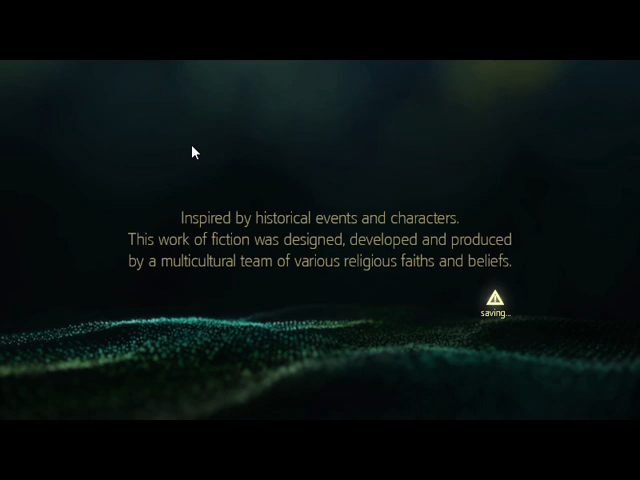 Inspired by historical events and characters.
This work of fiction was designed, developed and produced
by a multicultural team of various religious faiths and beliefs.
saving...